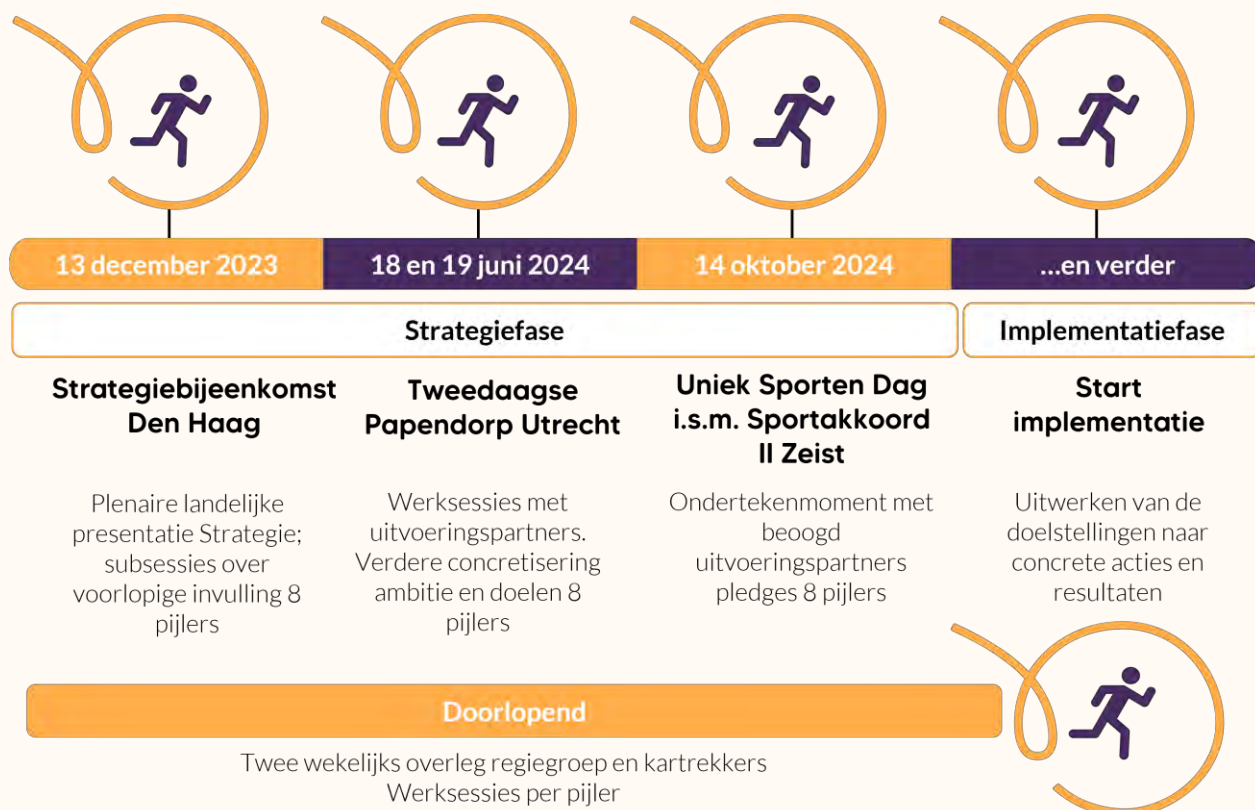 13 december 2023
18 en 19 juni 2024
14 oktober 2024
...en verder
Strategiefase
Implementatiefase
Strategiebijeenkomst
Den Haag
Plenaire landelijke
presentatie Strategie;
subsessies over
voorlopige invulling 8
pijlers
Tweedaagse
Papendorp Utrecht
Werksessies met
uitvoeringspartners.
Verdere concretisering
ambitie en doelen 8
pijlers
Uniek Sporten Dag
i.s.m. Sportakkoord
II Zeist
Ondertekenmoment met
beoogd
uitvoeringspartners
pledges 8 pijlers
Start
implementatie
Uitwerken van de
doelstellingen naar
concrete acties en
resultaten
Doorlopend
Twee wekelijks overleg regiegroep en kartrekkers
Werksessies per pijler